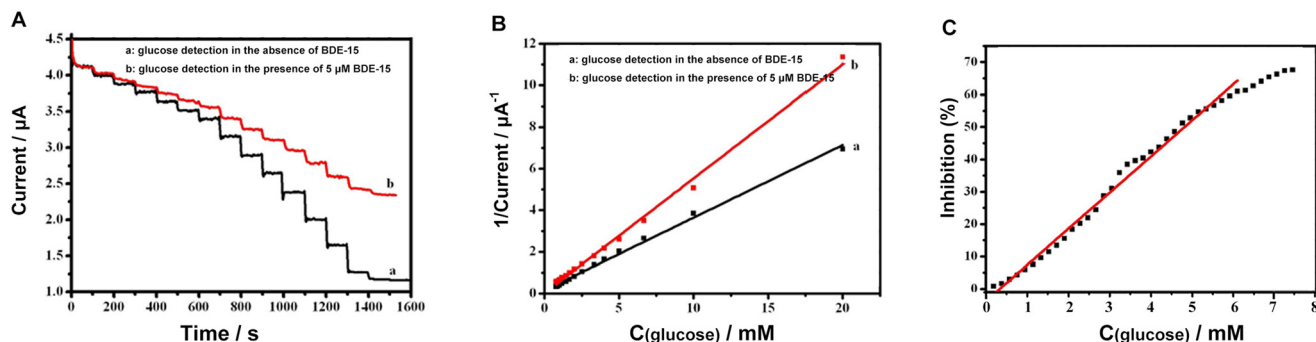 A
Current / μA
4.5
4.0
3.5
3.0
2.5
2.0
1.5
1.0
a: glucose detection in the absence of BDE-15
b: glucose detection in the presence of 5 μM BDE-15
b
a
0 200 400 600 800 1000 1200 1400 1600
Time / s
B
1/Current / μA⁻¹
12
10
8
6
4
2
0
a: glucose detection in the absence of BDE-15
b: glucose detection in the presence of 5 μM BDE-15
b
a
0 5 10 15 20
C(glucose) / mM
C
Inhibition (%)
80
70
60
50
40
30
20
10
0
0 1 2 3 4 5 6 7 8
C(glucose) / mM